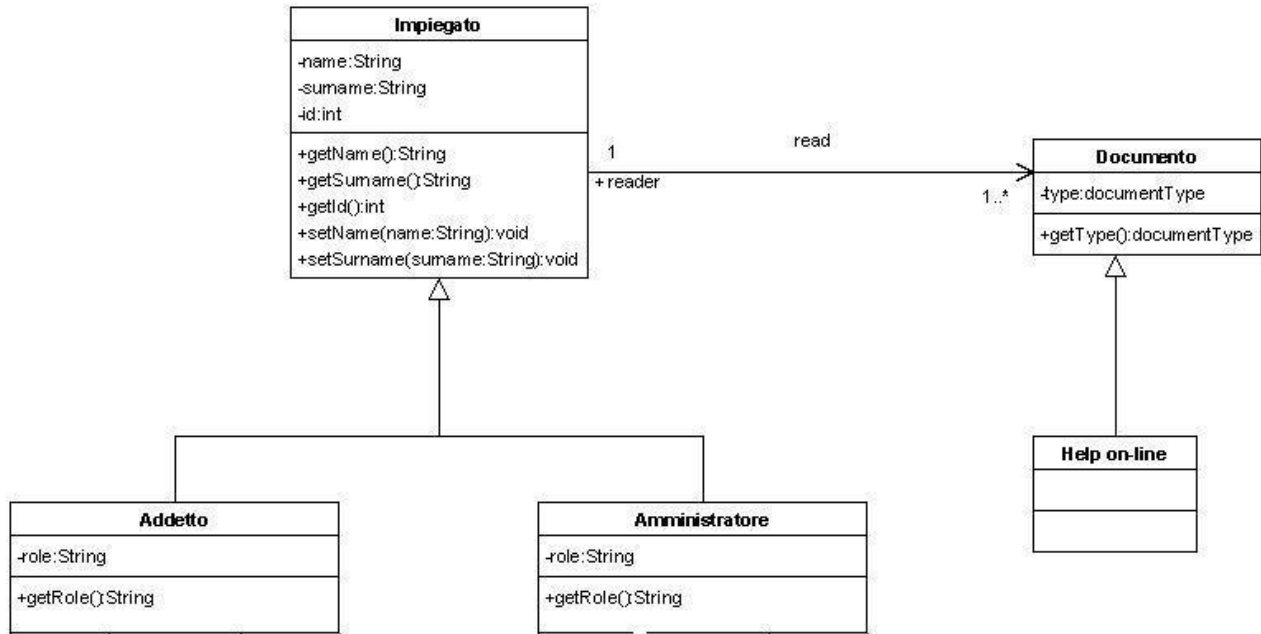 Impiegato
-name:String
-surname:String
-id:int
+getName():String
+getSurname():String
+getId():int
+setName(name:String):void
+setSurname(surname:String):void
1
+reader
read
1..*
Documento
-type:documentType
+getType():documentType
Help on-line
Addetto
-role:String
+getRole():String
Amministratore
-role:String
+getRole():String